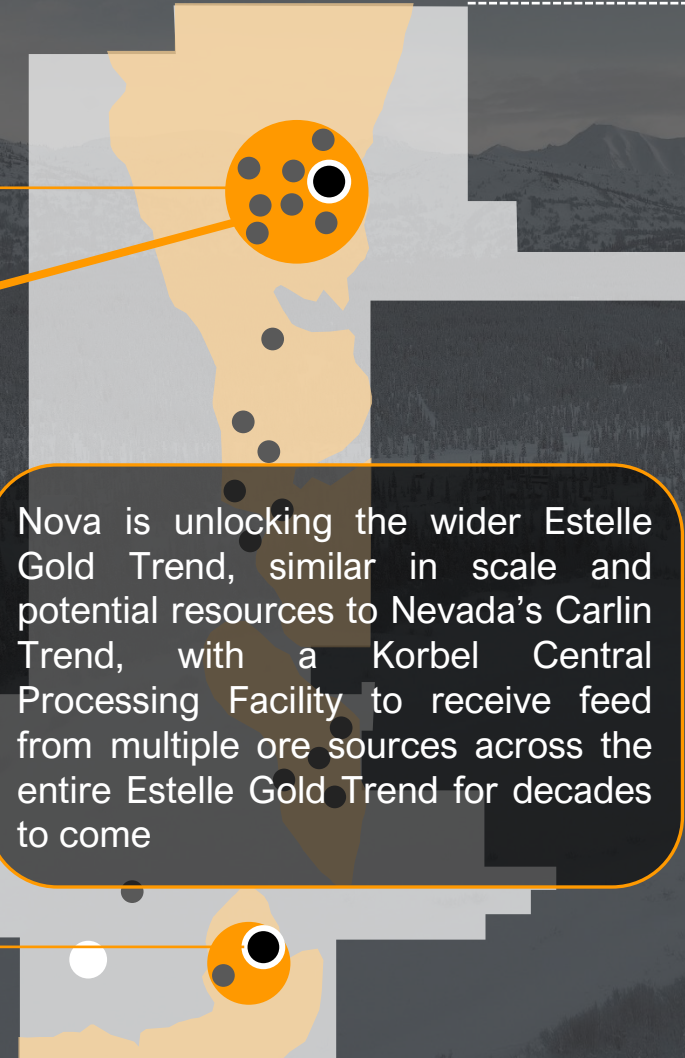 Nova is unlocking the wider Estelle
Gold Trend, similar in scale and
potential resources to Nevada’s Carlin
Trend, with a Korbel Central
Processing Facility to receive feed
from multiple ore sources across the
entire Estelle Gold Trend for decades
to come